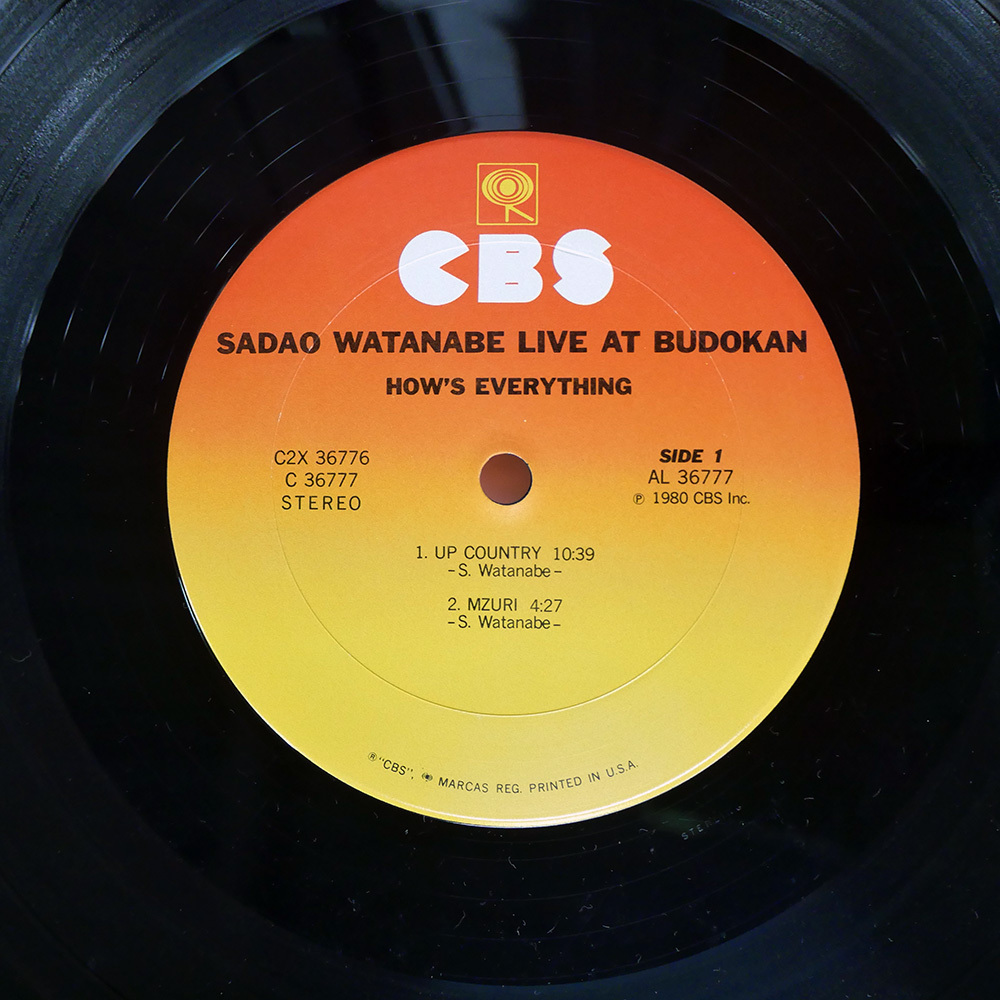 CBS
SADAO WATANABE LIVE AT BUDOKAN
HOW'S EVERYTHING
C2X 36776
C 36777
STEREO
SIDE 1
AL 36777
℗ 1980 CBS Inc.
1. UP COUNTRY 10:39
-S. Watanabe-
2. MZURI 4:27
-S. Watanabe-
® "CBS", MARCAS REG. PRINTED IN U.S.A.